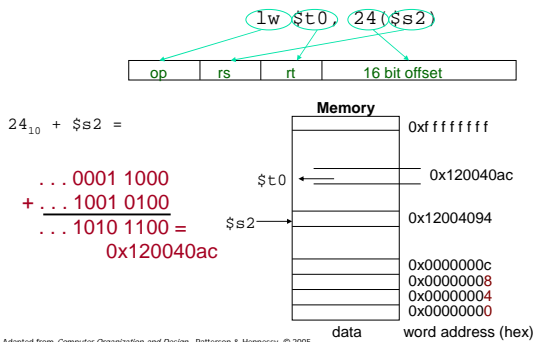 lw $t0, 24($s2)
op rs rt 16 bit offset
Memory
24₁₀ + $s2 =
0xffffffff
. . . 0001 1000
+ . . . 1001 0100
. . . 1010 1100 =
0x120040ac
$t0
0x120040ac
$s2
0x12004094
0x0000000c
0x00000008
0x00000004
0x00000000
data word address (hex)
Adapted from Computer Organization and Design, Patterson & Hennessy, © 2005